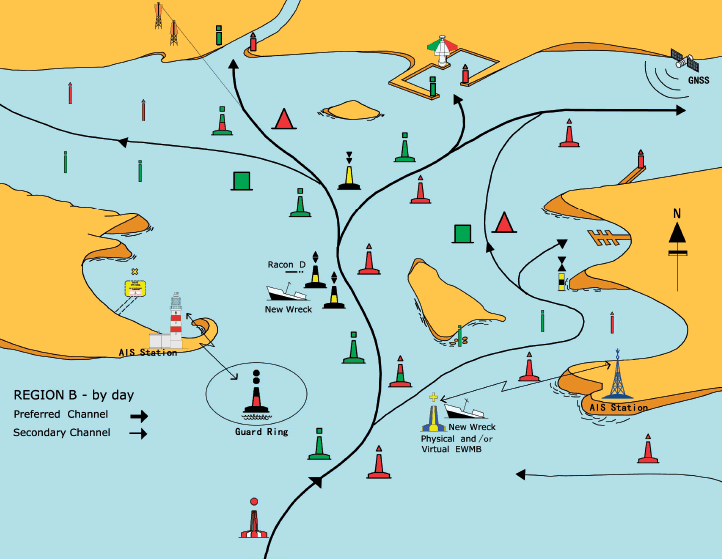 GNSS
N
Racon D
New Wreck
AIS Station
REGION B - by day
Preferred Channel
Secondary Channel
Guard Ring
New Wreck
Physical and/or
Virtual EWMB
AIS Station